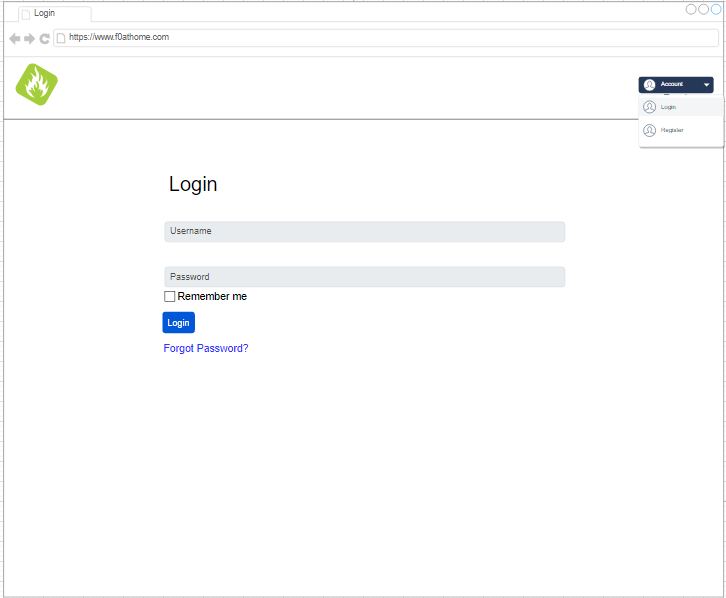 Login
https://www.f0athome.com
Account
Login
Register
Login
Username
Password
Remember me
Login
Forgot Password?